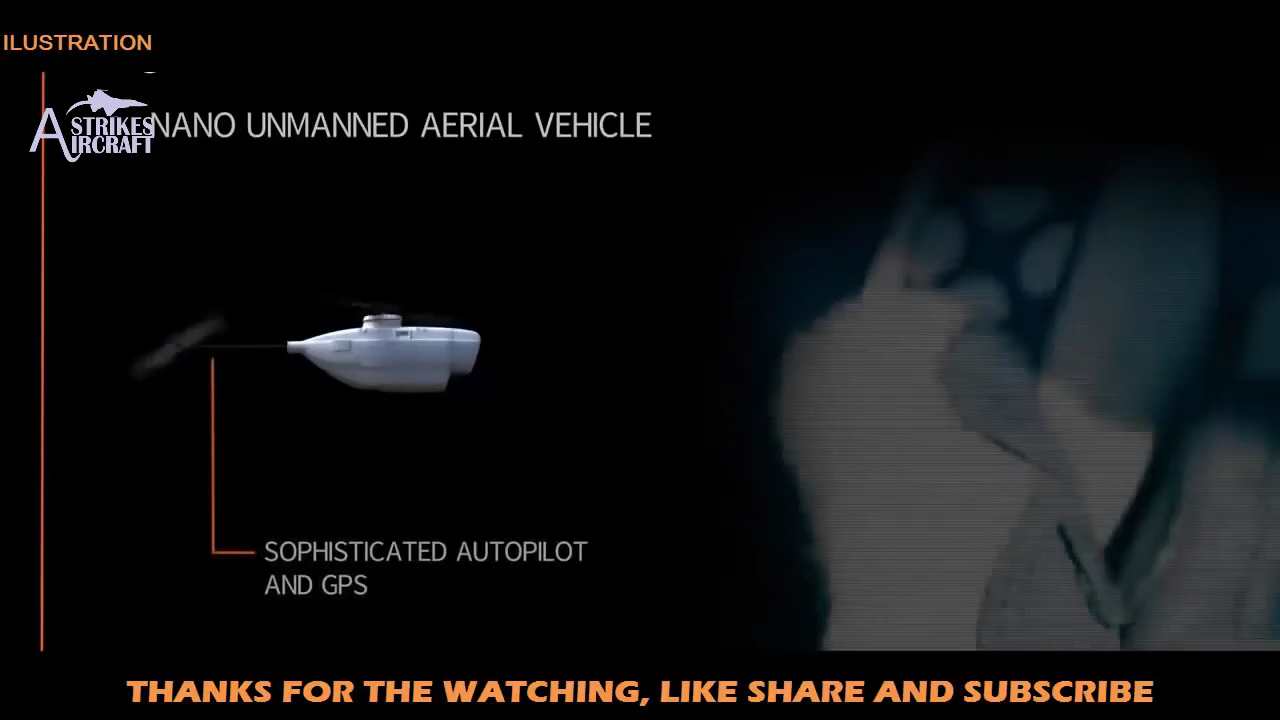 ILUSTRATION
A STRIKES
AIRCRAFT
NANO UNMANNED AERIAL VEHICLE
SOPHISTICATED AUTOPILOT
AND GPS
THANKS FOR THE WATCHING, LIKE SHARE AND SUBSCRIBE